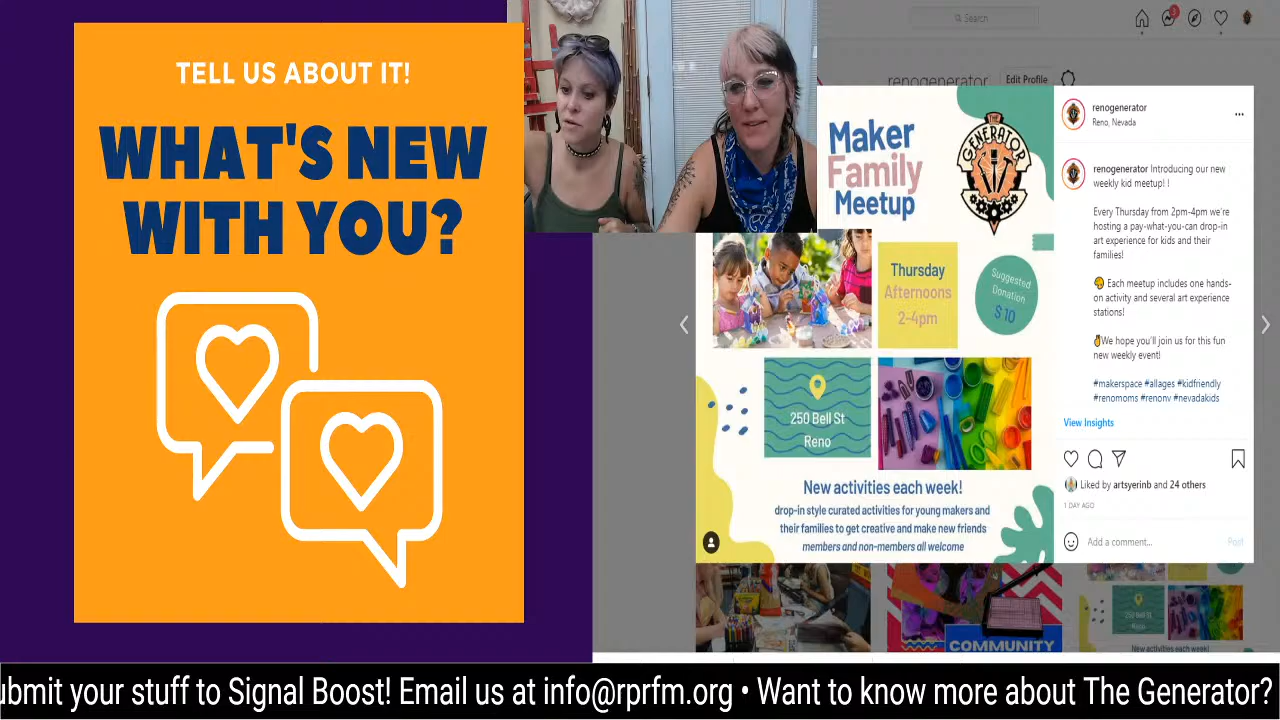 TELL US ABOUT IT!
WHAT'S NEW
WITH YOU?
Search
3
renogenerator
Edit Profile
Maker
Family
Meetup
THE
GENERATOR
Thursday
Afternoons
2-4pm
Suggested
Donation
$ 10
250 Bell St
Reno
New activities each week!
drop-in style curated activities for young makers and
their families to get creative and make new friends
members and non-members all welcome
renogenerator
Reno, Nevada
renogenerator Introducing our new
weekly kid meetup! !
Every Thursday from 2pm-4pm we're
hosting a pay-what-you-can drop-in
art experience for kids and their
families!
🎨 Each meetup includes one hands-
on activity and several art experience
stations!
We hope you'll join us for this fun
new weekly event!
#makerspace #allages #kidfriendly
#renomoms #renonv #nevadakids
View Insights
Liked by artsyerinb and 24 others
1 DAY AGO
Add a comment...
Post
COMMUNITY
250 Bell St
Reno
New activities each week!
ubmit your stuff to Signal Boost! Email us at info@rprfm.org • Want to know more about The Generator?